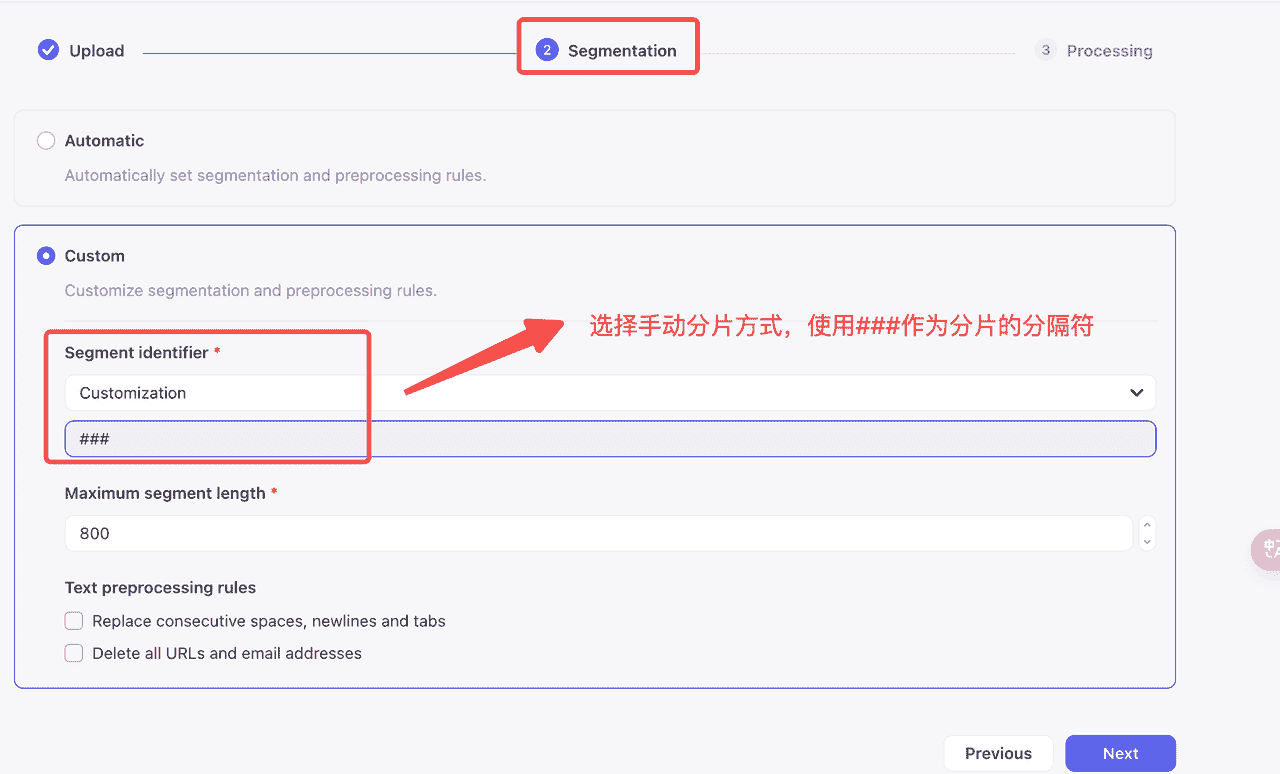 Upload
2 Segmentation
3 Processing
Automatic
Automatically set segmentation and preprocessing rules.
Custom
Customize segmentation and preprocessing rules.
选择手动分片方式，使用###作为分片的分隔符
Segment identifier *
Customization
###
Maximum segment length *
800
Text preprocessing rules
Replace consecutive spaces, newlines and tabs
Delete all URLs and email addresses
Previous
Next